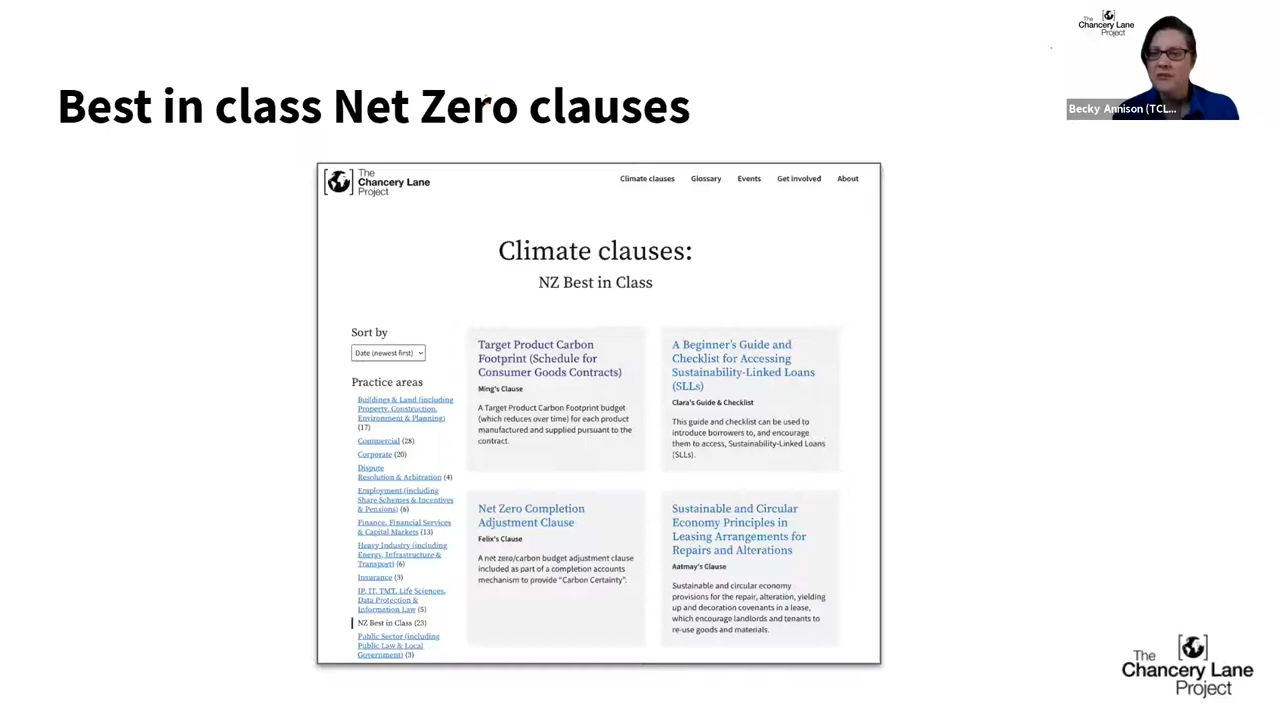 The
Chancery Lane
Project
Becky Annison (TCL...
Best in class Net Zero clauses
The
Chancery Lane
Project
Climate clauses
Glossary
Events
Get involved
About
Climate clauses:
NZ Best in Class
Sort by
Date (newest first)
Practice areas
Buildings & Land (including
Property, Construction,
Environment & Planning)
(17)
Commercial (28)
Corporate (20)
Dispute
Resolution & Arbitration (4)
Employment (including
Share Schemes & Incentives
& Pensions) (6)
Finance, Financial Services
& Capital Markets (13)
Heavy Industry (including
Energy, Infrastructure &
Transport) (6)
Insurance (3)
IP, IT, TMT, Life Sciences,
Data Protection &
Information Law (5)
NZ Best in Class (23)
Public Sector (including
Public Law & Local
Government) (3)
Target Product Carbon
Footprint (Schedule for
Consumer Goods Contracts)
Ming's Clause
A Target Product Carbon Footprint budget
(which reduces over time) for each product
manufactured and supplied pursuant to the
contract.
A Beginner's Guide and
Checklist for Accessing
Sustainability-Linked Loans
(SLLs)
Clara's Guide & Checklist
This guide and checklist can be used to
introduce borrowers to, and encourage
them to access, Sustainability-Linked Loans
(SLLs).
Net Zero Completion
Adjustment Clause
Felix's Clause
A net zero/carbon budget adjustment clause
included as part of a completion accounts
mechanism to provide "Carbon Certainty".
Sustainable and Circular
Economy Principles in
Leasing Arrangements for
Repairs and Alterations
Aatmay's Clause
Sustainable and circular economy
provisions for the repair, alteration, yielding
up and decoration covenants in a lease,
which encourage landlords and tenants to
re-use goods and materials.
The
Chancery Lane
Project